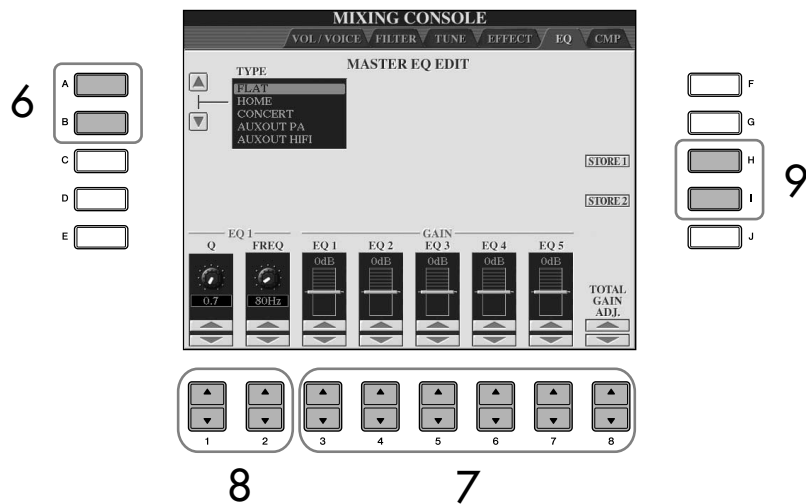 MIXING CONSOLE
VOL / VOICE FILTER TUNE EFFECT EQ CMP
MASTER EQ EDIT
TYPE
FLAT
HOME
CONCERT
AUXOUT PA
AUXOUT HIFI
STORE 1
STORE 2
EQ 1 GAIN
Q FREQ EQ 1 EQ 2 EQ 3 EQ 4 EQ 5
0dB 0dB 0dB 0dB 0dB
0.7 80Hz
TOTAL
GAIN
ADJ.
6
A
B
C
D
E
F
G
H
I
J
9
1 2 3 4 5 6 7 8
8 7